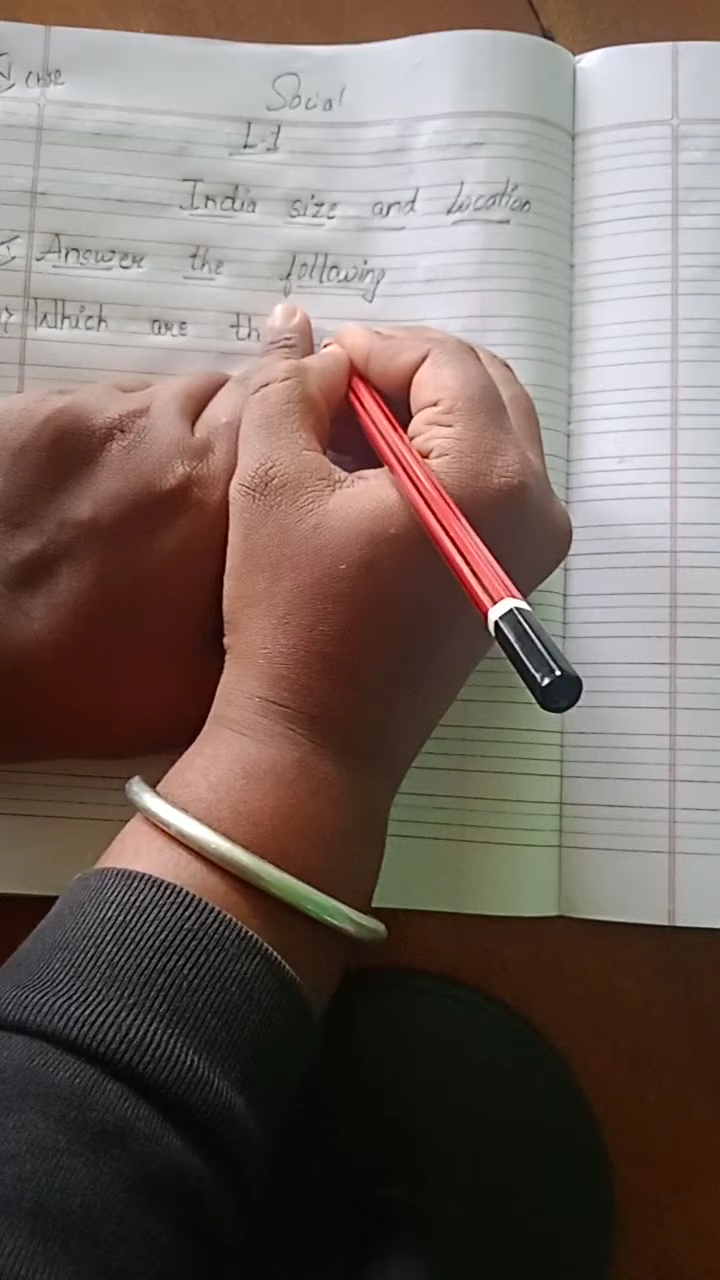 Social
L-1
India size and Location
I Answer the following
Which are th